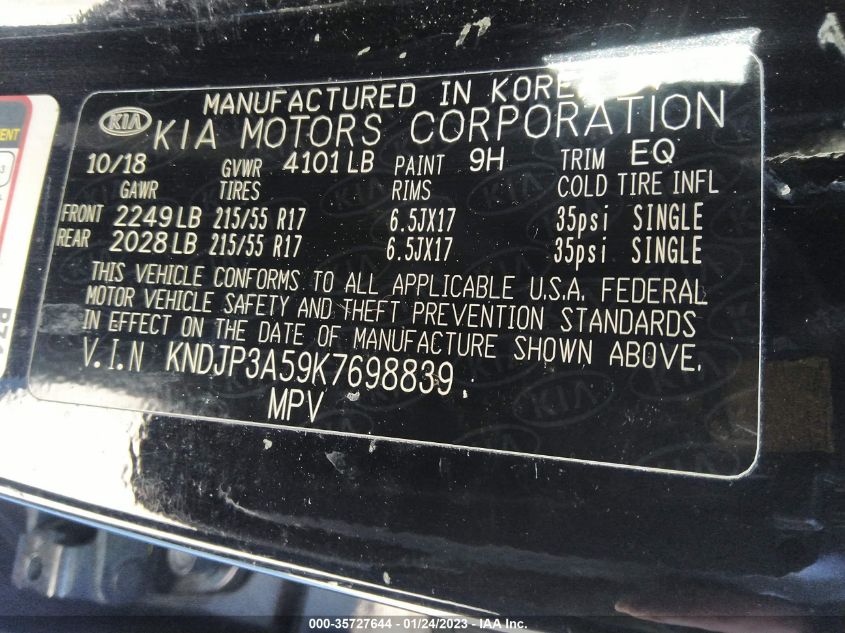 MANUFACTURED IN KOREA BY
KIA KIA MOTORS CORPORATION
10/18 GVWR 4101 LB PAINT 9H TRIM EQ
GAWR TIRES RIMS COLD TIRE INFL
FRONT 2249 LB 215/55 R17 6.5JX17 35psi SINGLE
REAR 2028 LB 215/55 R17 6.5JX17 35psi SINGLE
THIS VEHICLE CONFORMS TO ALL APPLICABLE U.S.A. FEDERAL
MOTOR VEHICLE SAFETY AND THEFT PREVENTION STANDARDS
IN EFFECT ON THE DATE OF MANUFACTURE SHOWN ABOVE.
V.I.N KNDJP3A59K7698839
MPV
000-35727644 - 01/24/2023 - IAA, Inc.